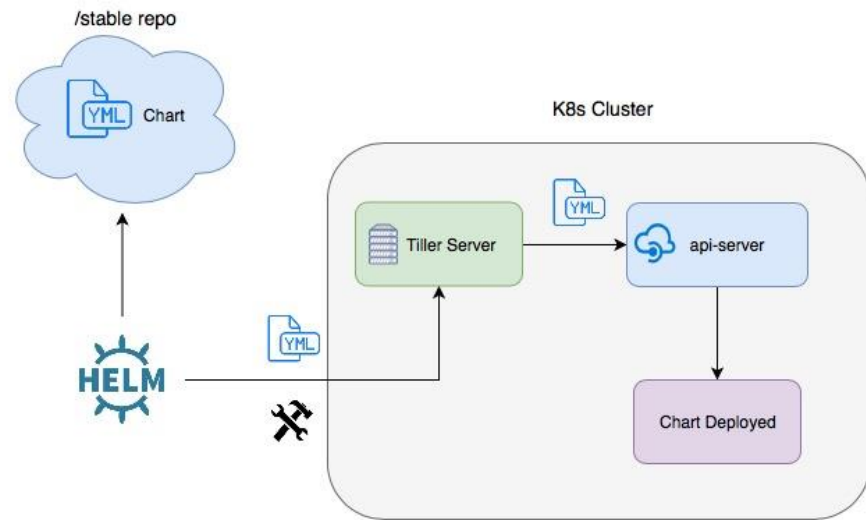 /stable repo
YML
Chart
K8s Cluster
YML
Tiller Server
api-server
YML
HELM
Chart Deployed